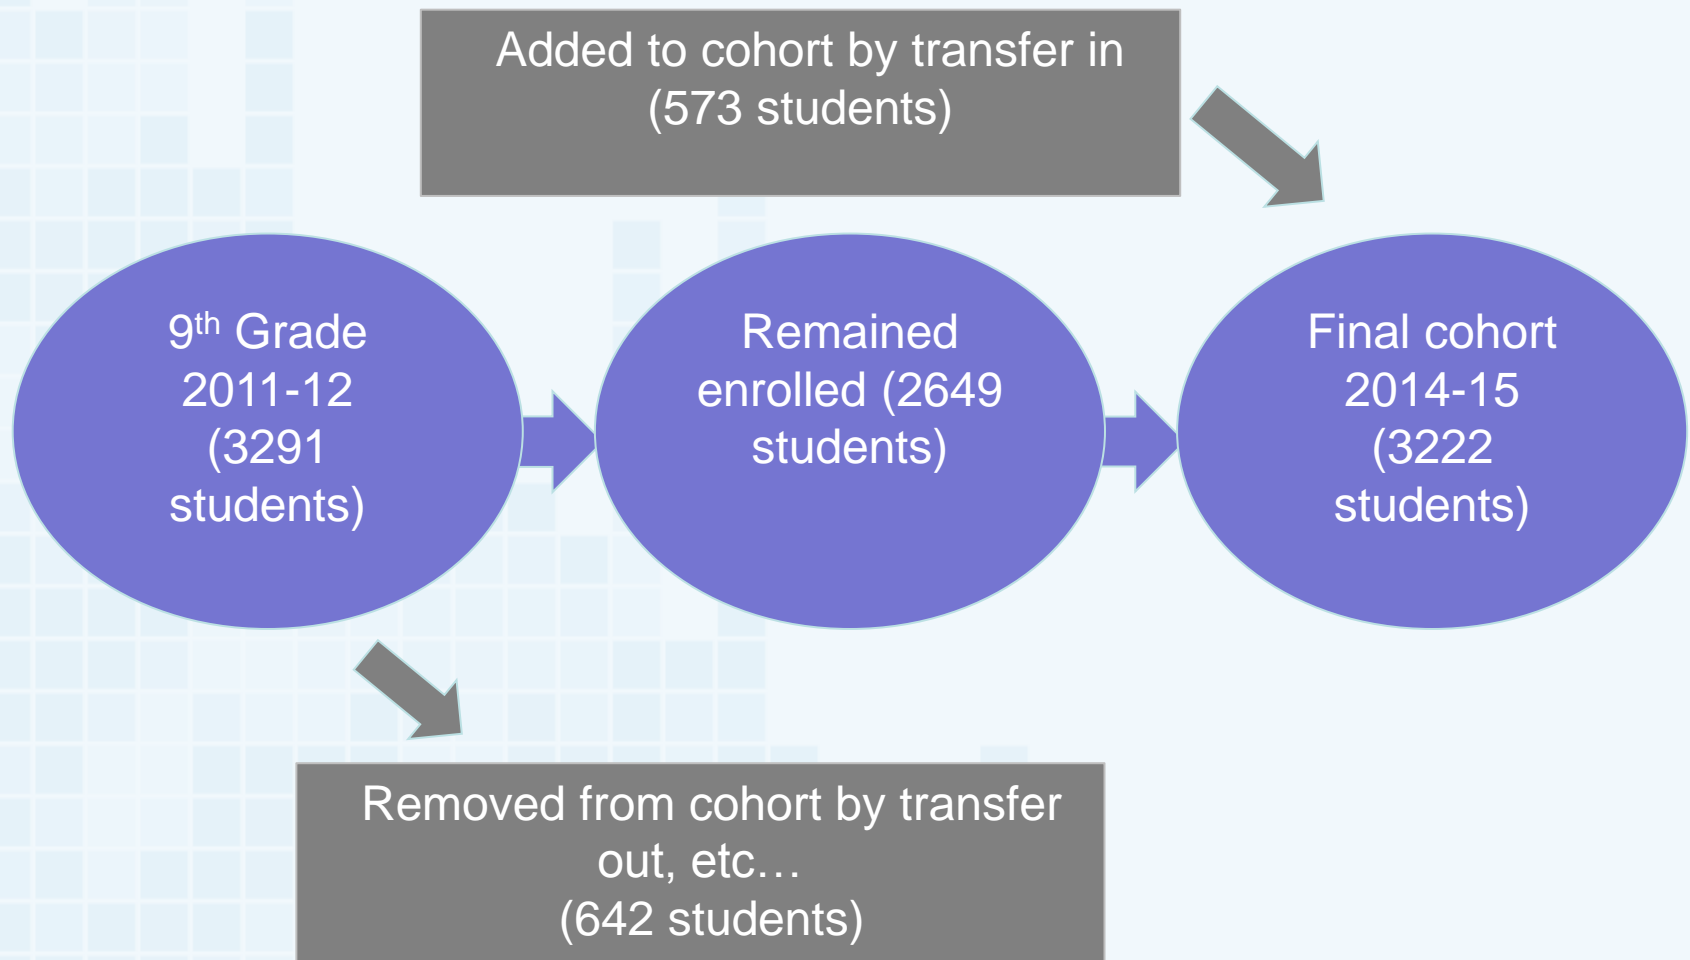 Added to cohort by transfer in
(573 students)
9th Grade
2011-12
(3291
students)
Remained
enrolled (2649
students)
Final cohort
2014-15
(3222
students)
Removed from cohort by transfer
out, etc…
(642 students)